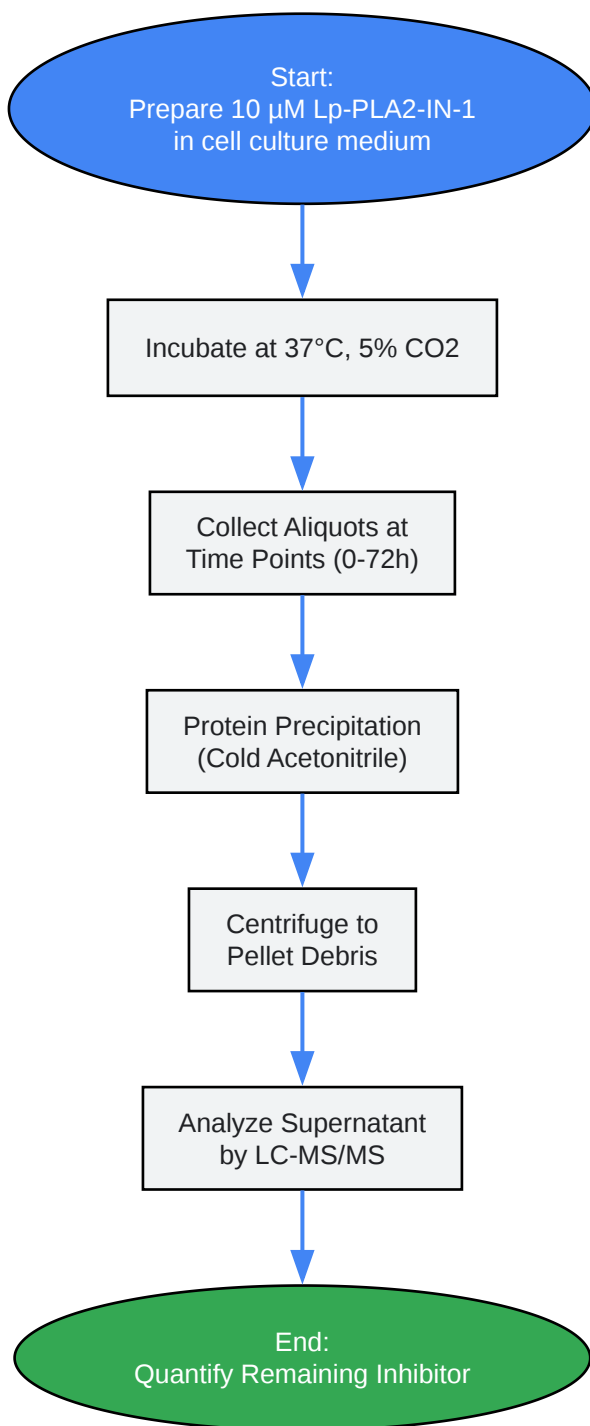 Start:
Prepare 10 µM Lp-PLA2-IN-1
in cell culture medium
Incubate at 37°C, 5% CO2
Collect Aliquots at
Time Points (0-72h)
Protein Precipitation
(Cold Acetonitrile)
Centrifuge to
Pellet Debris
Analyze Supernatant
by LC-MS/MS
End:
Quantify Remaining Inhibitor